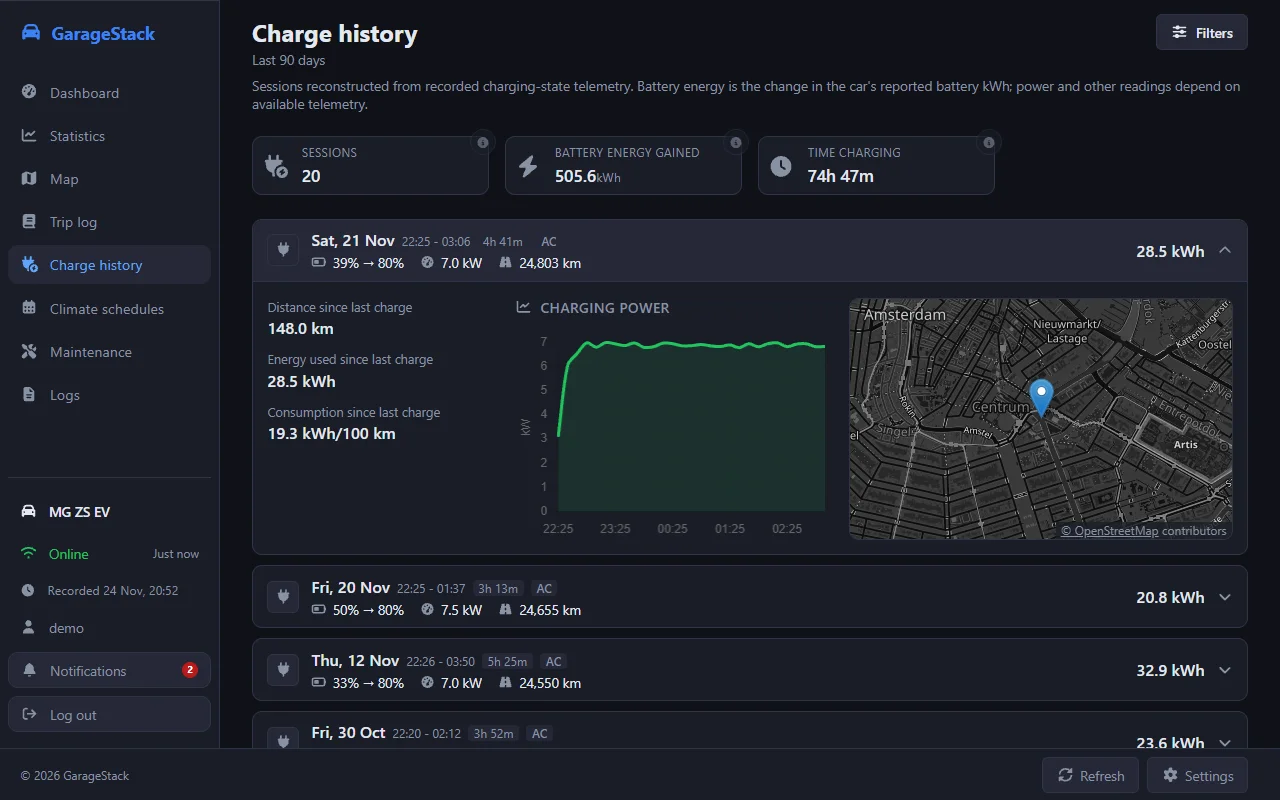 GarageStack
Dashboard
Statistics
Map
Trip log
Charge history
Climate schedules
Maintenance
Logs
MG ZS EV
Online Just now
Recorded 24 Nov, 20:52
demo
Notifications 2
Log out
Charge history
Filters
Last 90 days
Sessions reconstructed from recorded charging-state telemetry. Battery energy is the change in the car's reported battery kWh; power and other readings depend on
available telemetry.
SESSIONS
20
BATTERY ENERGY GAINED
505.6kWh
TIME CHARGING
74h 47m
Sat, 21 Nov 22:25 - 03:06 4h 41m AC
39% → 80% 7.0 kW 24,803 km
28.5 kWh
Distance since last charge
148.0 km
Energy used since last charge
28.5 kWh
Consumption since last charge
19.3 kWh/100 km
CHARGING POWER
kW
7
6
5
4
3
2
1
0
22:25 23:25 00:25 01:25 02:25
Amsterdam
Nieuwmarkt/
Lastage
Kattenburgerstr
Oostel
Centrum
Rokin
Singel
Amstel
Entrepotdok
Artis
el
© OpenStreetMap contributors
Fri, 20 Nov 22:25 - 01:37 3h 13m AC
50% → 80% 7.5 kW 24,655 km
20.8 kWh
Thu, 12 Nov 22:26 - 03:50 5h 25m AC
33% → 80% 7.0 kW 24,550 km
32.9 kWh
Fri, 30 Oct 22:20 - 02:12 3h 52m AC
23.6 kWh
© 2026 GarageStack
Refresh
Settings